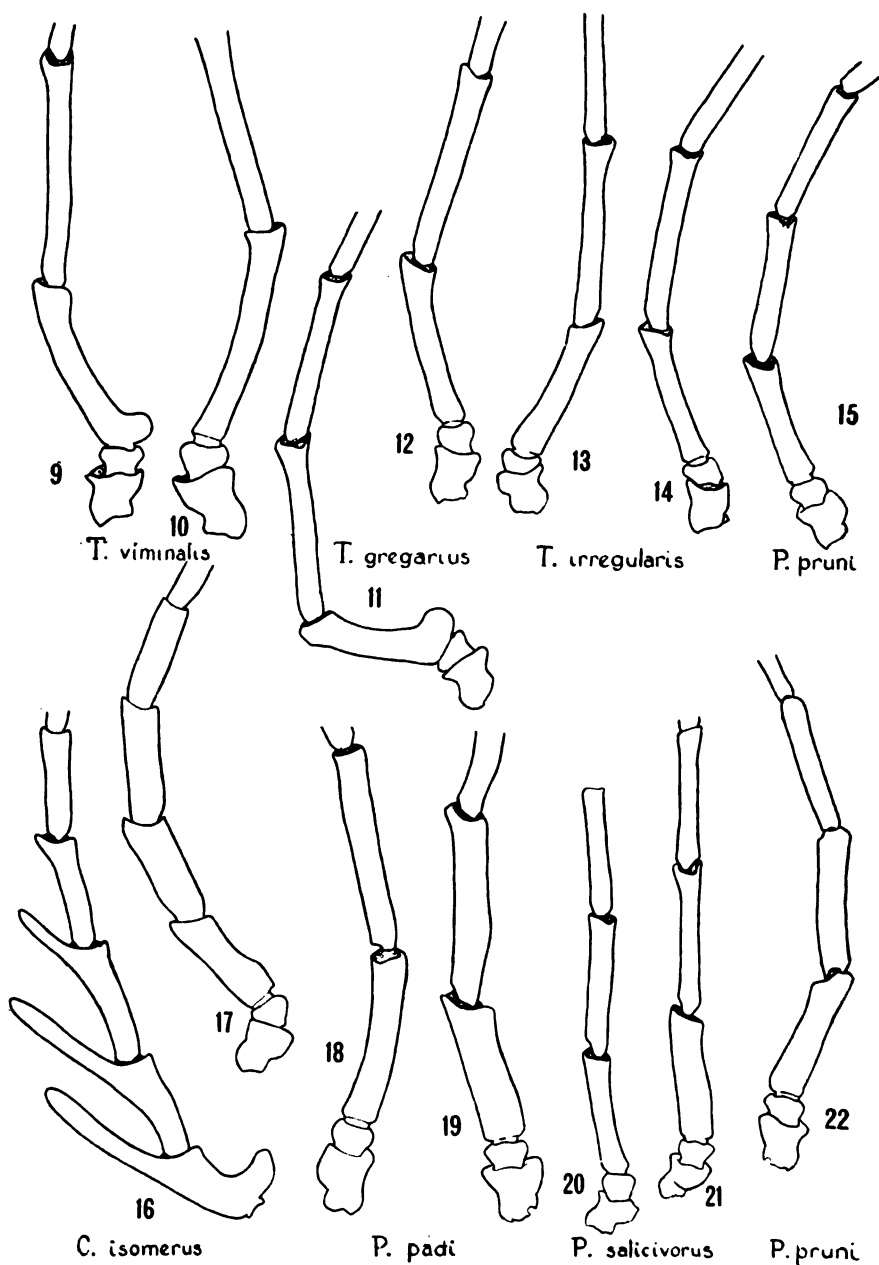 9
10
T. viminalis
12
T. gregarius
11
13
14
T. irregularis
15
P. pruni
16
17
C. isomerus
18
19
P. padi
20
21
P. salicivorus
22
P. pruni